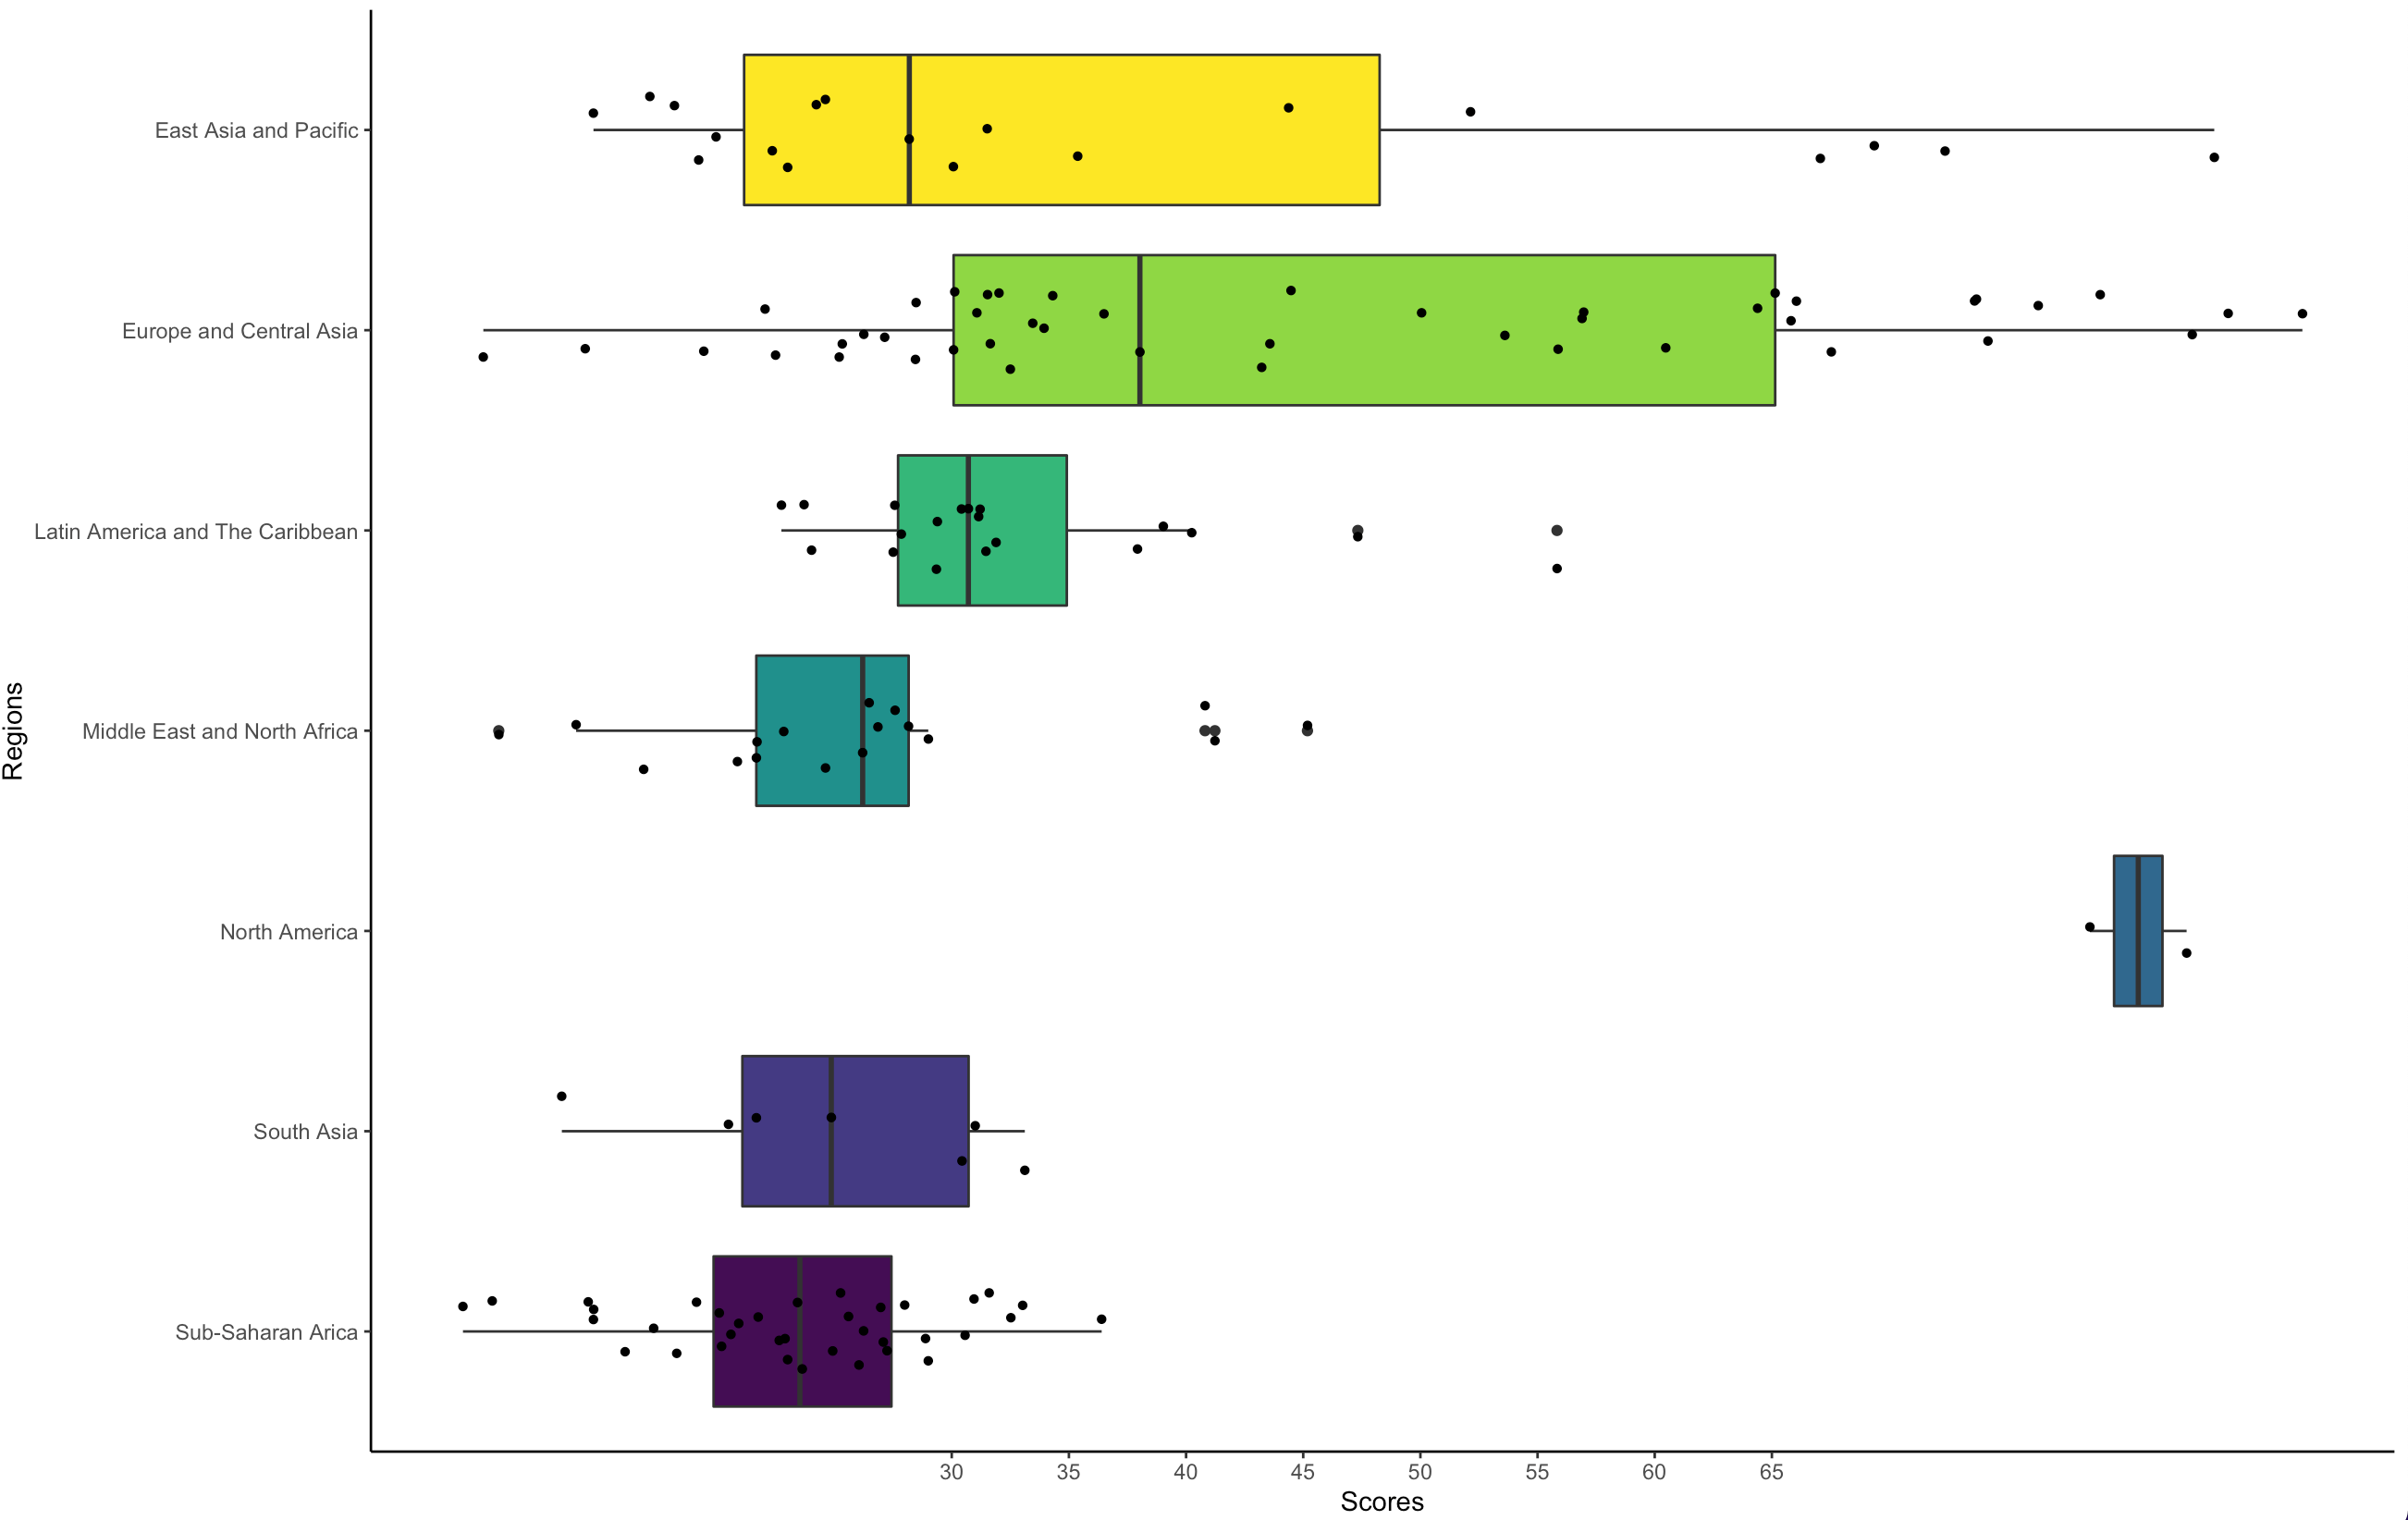 East Asia and Pacific
Europe and Central Asia
Latin America and The Caribbean
Middle East and North Africa
North America
South Asia
Sub-Saharan Arica
Regions
30 35 40 45 50 55 60 65
Scores